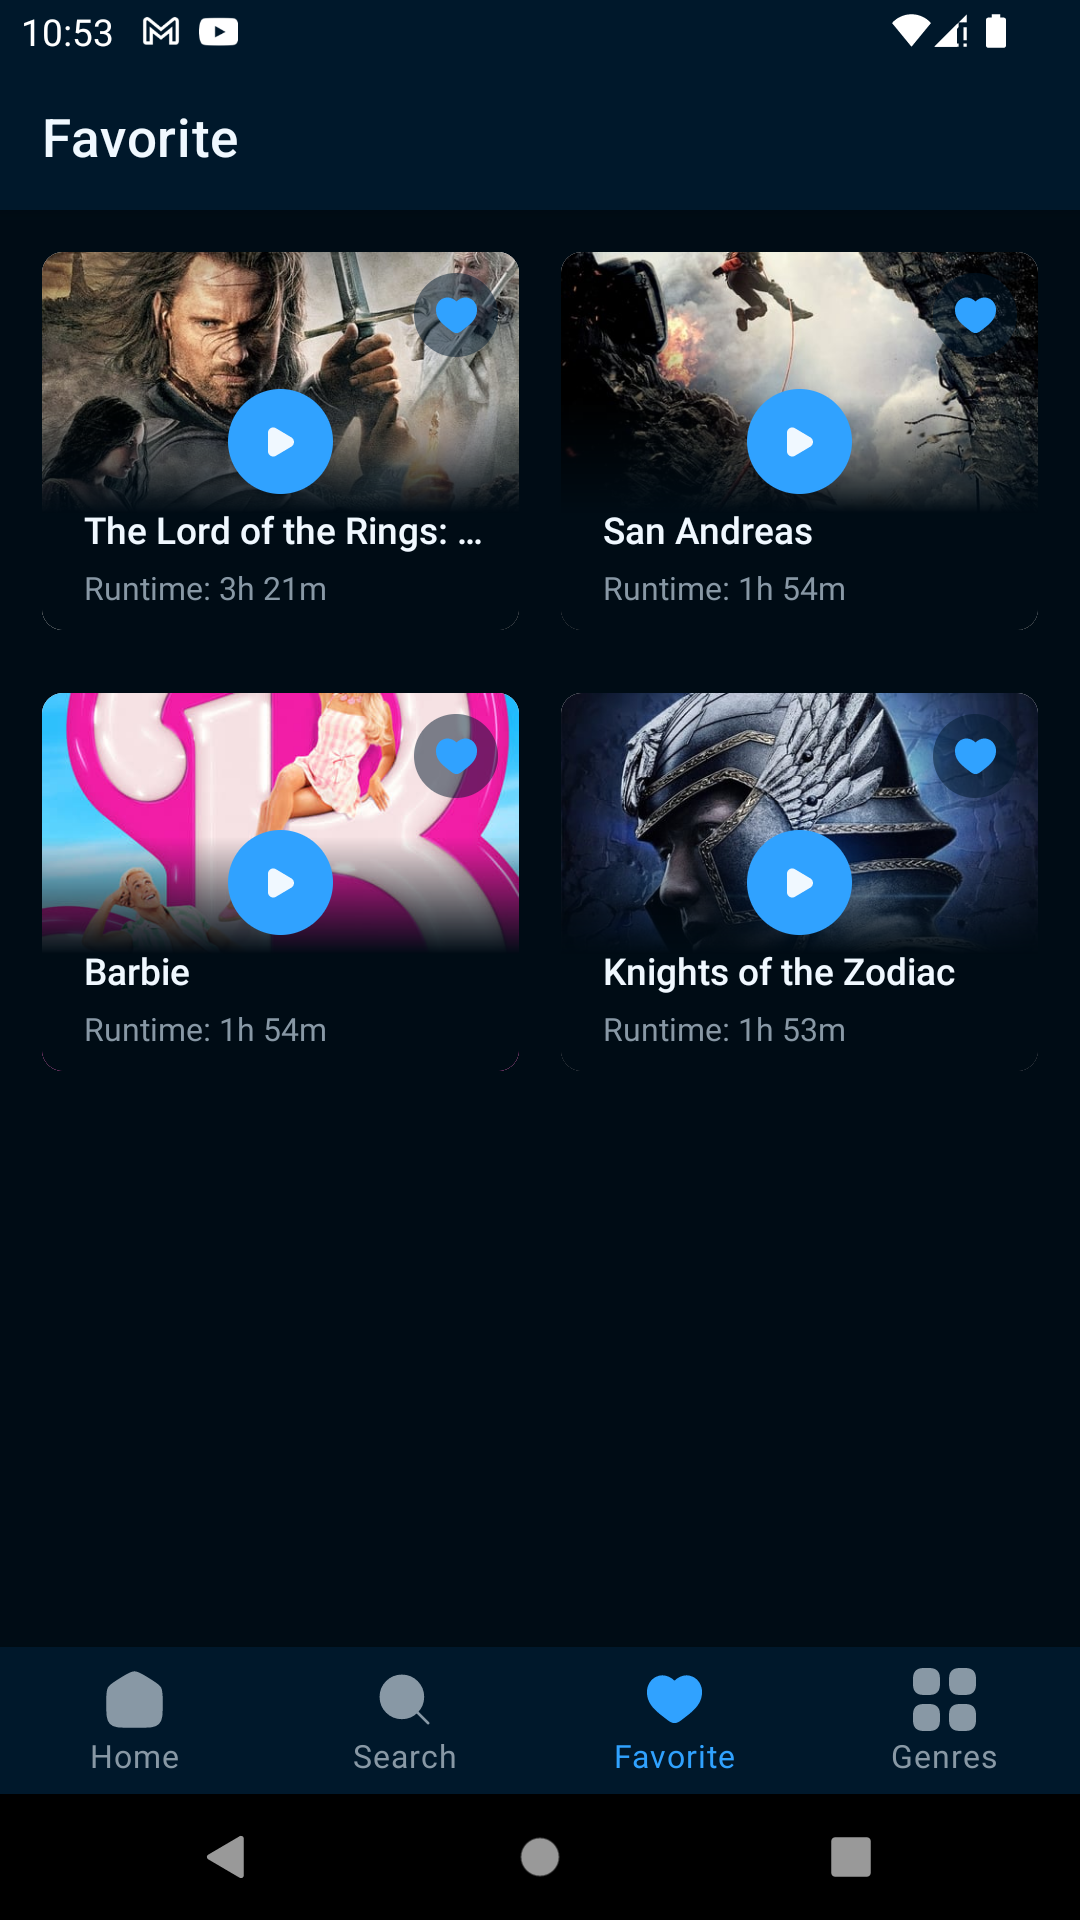 10:53
Favorite
The Lord of the Rings: ...
Runtime: 3h 21m
San Andreas
Runtime: 1h 54m
Barbie
Runtime: 1h 54m
Knights of the Zodiac
Runtime: 1h 53m
Home
Search
Favorite
Genres